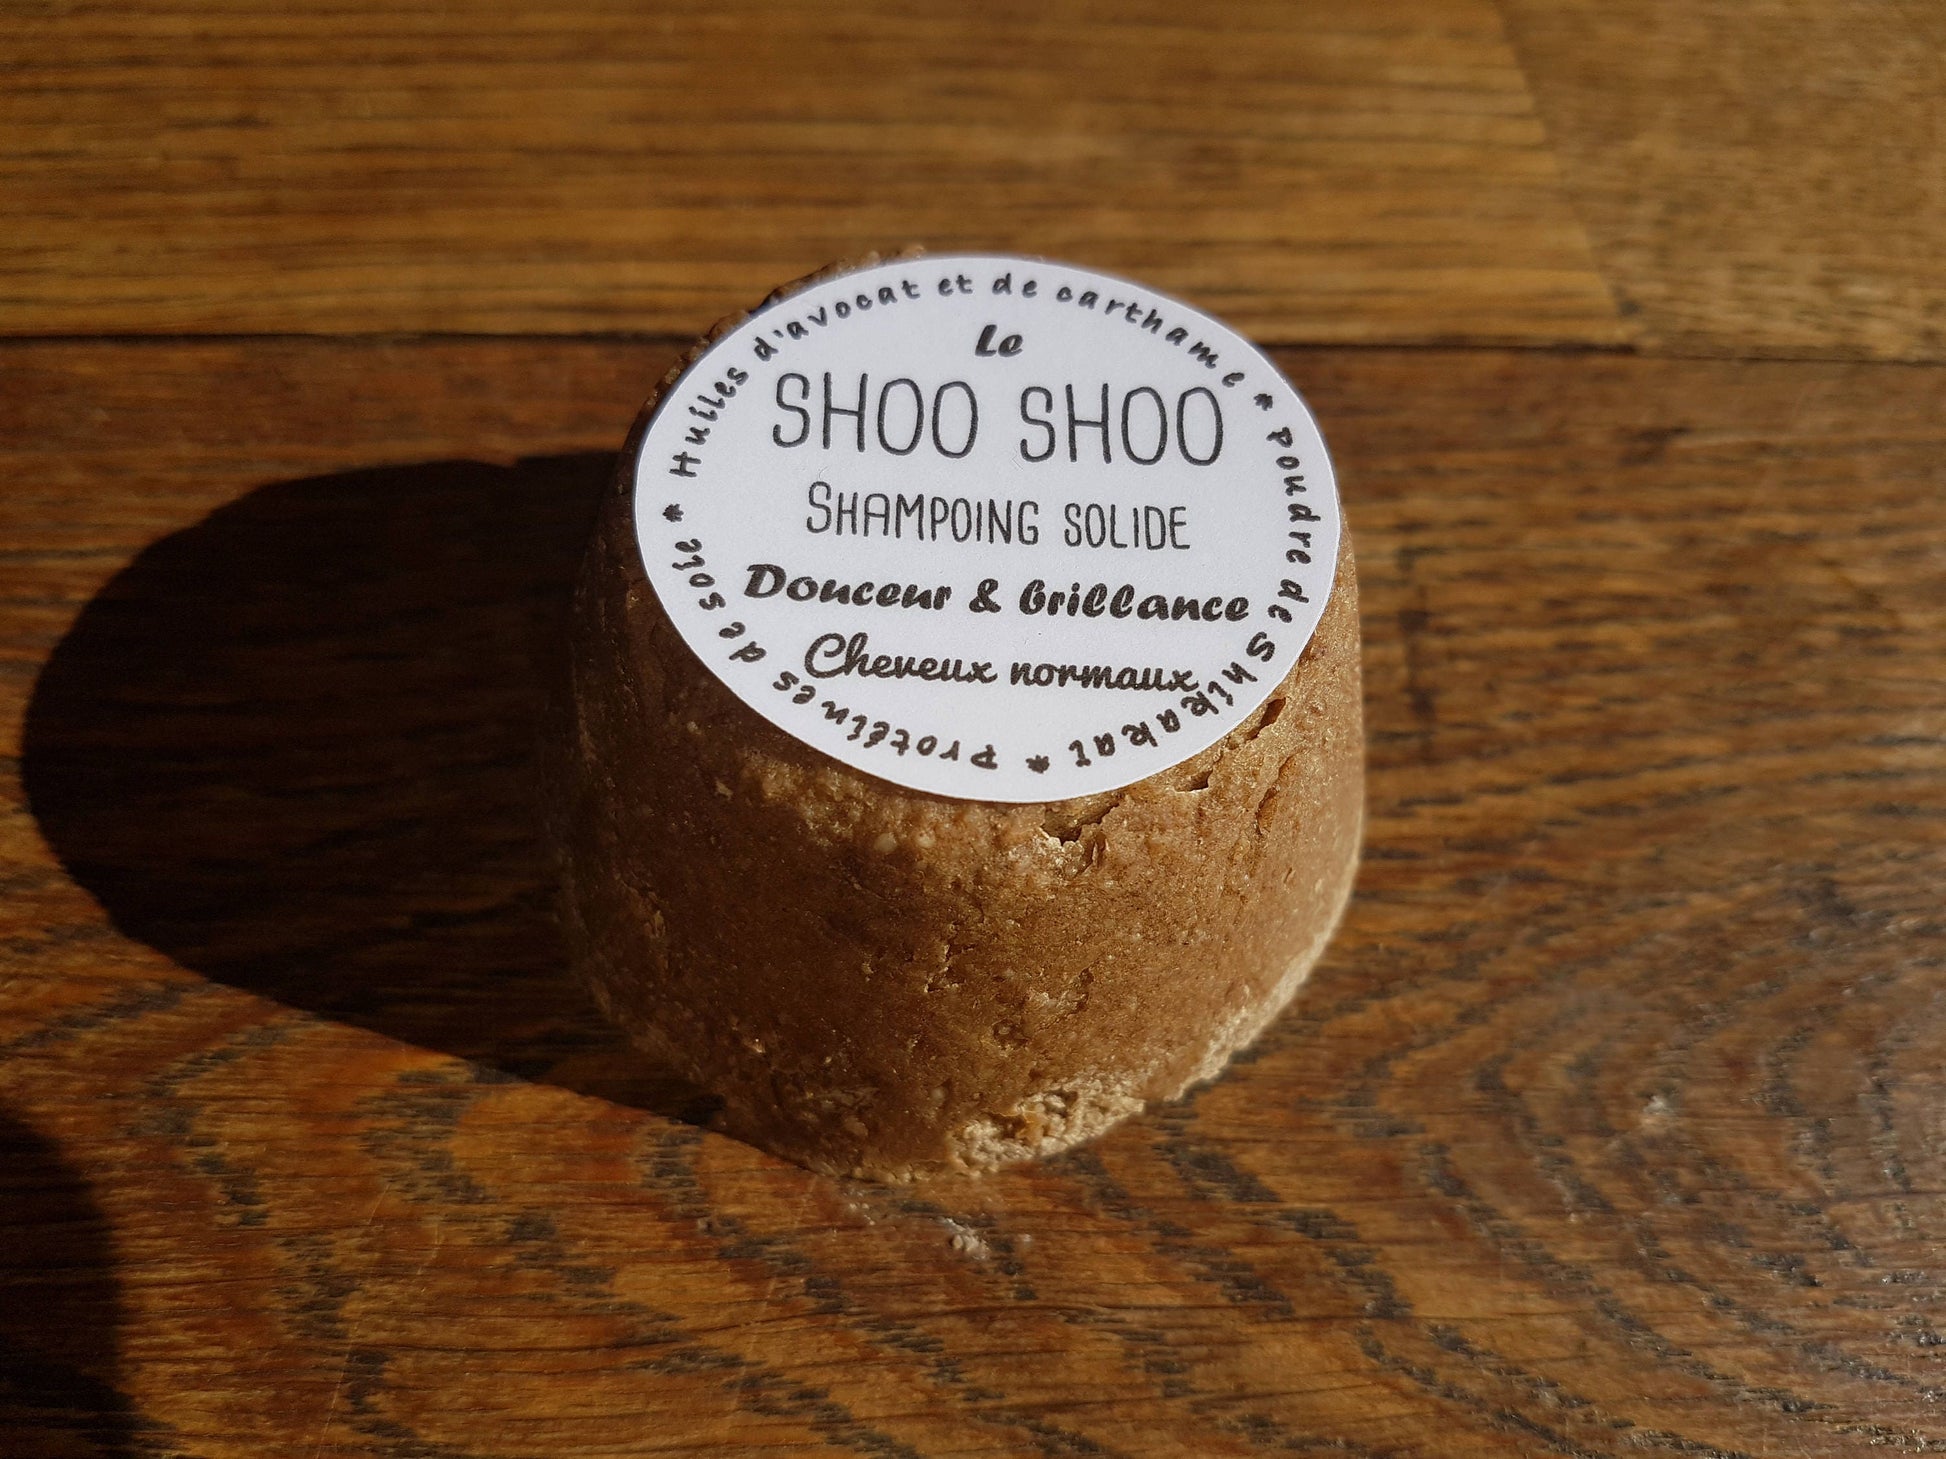 Huiles d'avocat et de carthame * Poudre de Shikakaï * Protéines de soie *
Le
SHOO SHOO
SHAMPOING SOLIDE
Douceur & brillance
Cheveux normaux